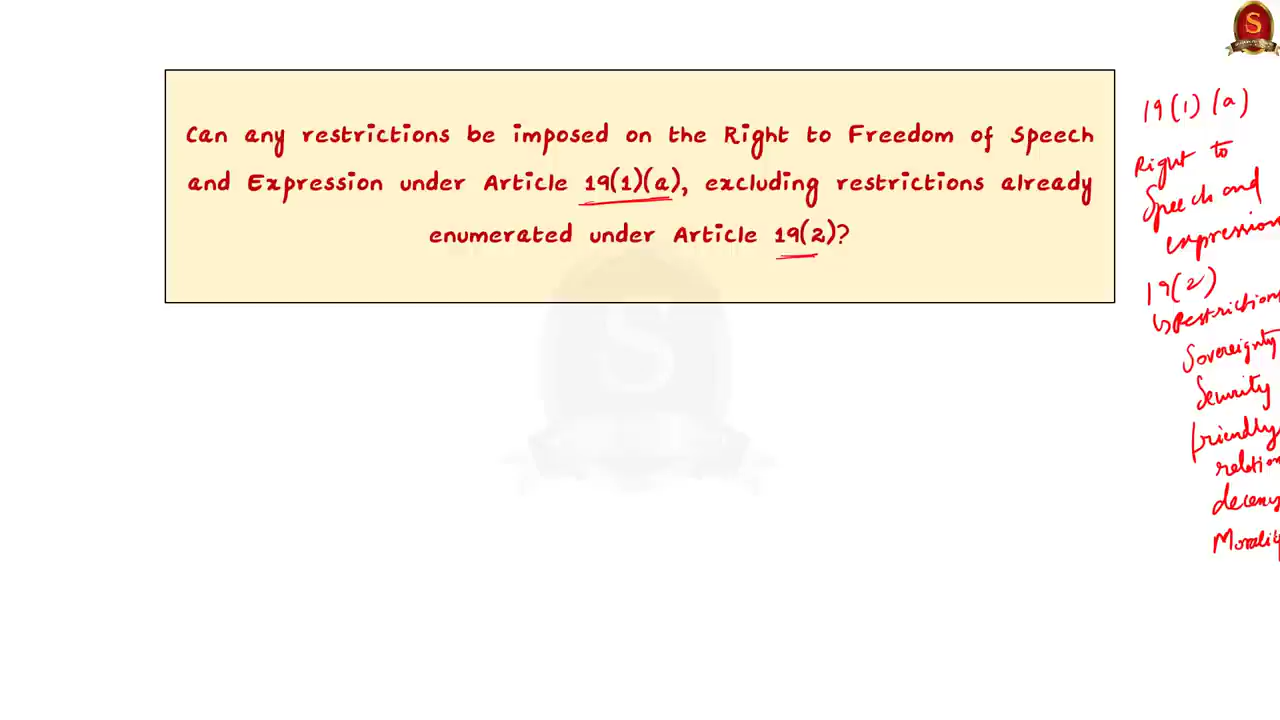 Can any restrictions be imposed on the Right to Freedom of Speech
and Expression under Article 19(1)(a), excluding restrictions already
enumerated under Article 19(2)?
19(1)(a)
Right to
Speech and
expression
19(2)
Restriction
Sovereignty
Security
friendly
relation
decency
Morality
S
S